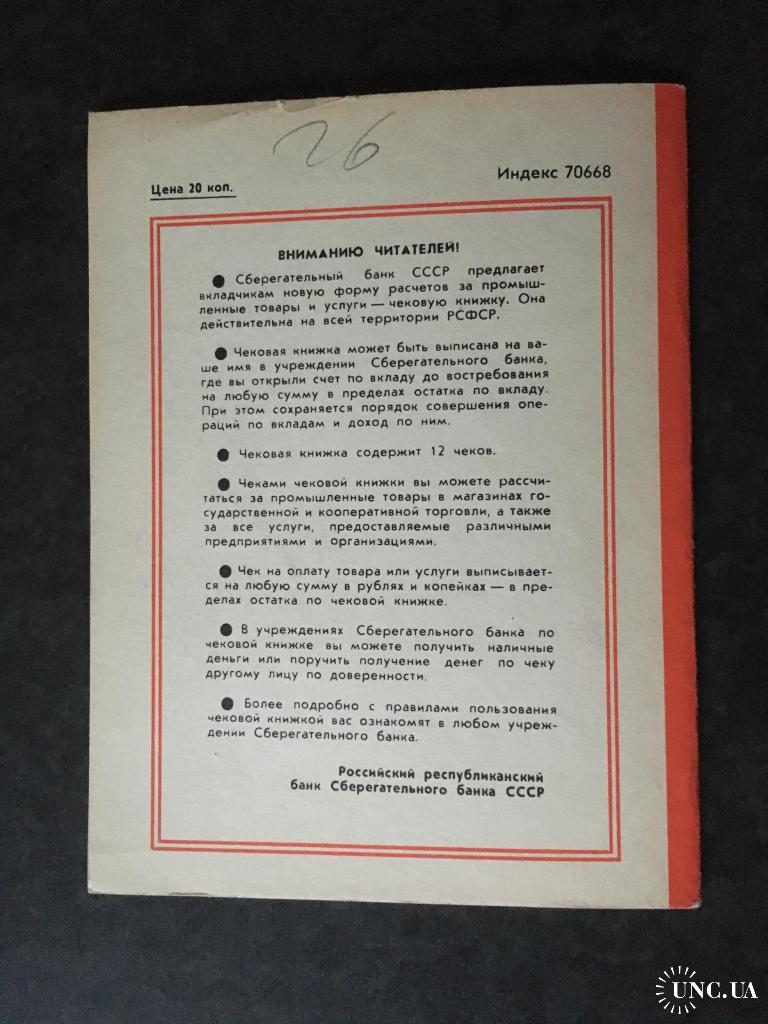 26
Цена 20 коп.
Индекс 70668
ВНИМАНИЮ ЧИТАТЕЛЕЙ!
● Сберегательный банк СССР предлагает
вкладчикам новую форму расчетов за промыш-
ленные товары и услуги — чековую книжку. Она
действительна на всей территории РСФСР.
● Чековая книжка может быть выписана на ва-
ше имя в учреждении Сберегательного банка,
где вы открыли счет по вкладу до востребования
на любую сумму в пределах остатка по вкладу.
При этом сохраняется порядок совершения опе-
раций по вкладам и доход по ним.
● Чековая книжка содержит 12 чеков.
● Чеками чековой книжки вы можете рассчи-
таться за промышленные товары в магазинах го-
сударственной и кооперативной торговли, а также
за все услуги, предоставляемые различными
предприятиями и организациями.
● Чек на оплату товара или услуги выписывает-
ся на любую сумму в рублях и копейках — в пре-
делах остатка по чековой книжке.
● В учреждениях Сберегательного банка по
чековой книжке вы можете получить наличные
деньги или поручить получение денег по чеку
другому лицу по доверенности.
● Более подробно с правилами пользования
чековой книжкой вас ознакомят в любом учреж-
дении Сберегательного банка.
Российский республиканский
банк Сберегательного банка СССР
UNC.UA